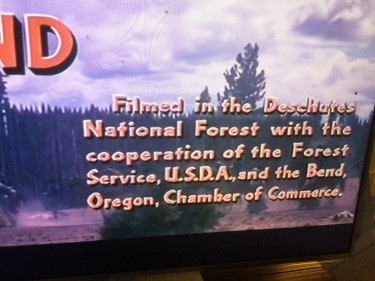 ND
Filmed in the Deschutes
National Forest with the
cooperation of the Forest
Service, U.S.D.A., and the Bend,
Oregon, Chamber of Commerce.